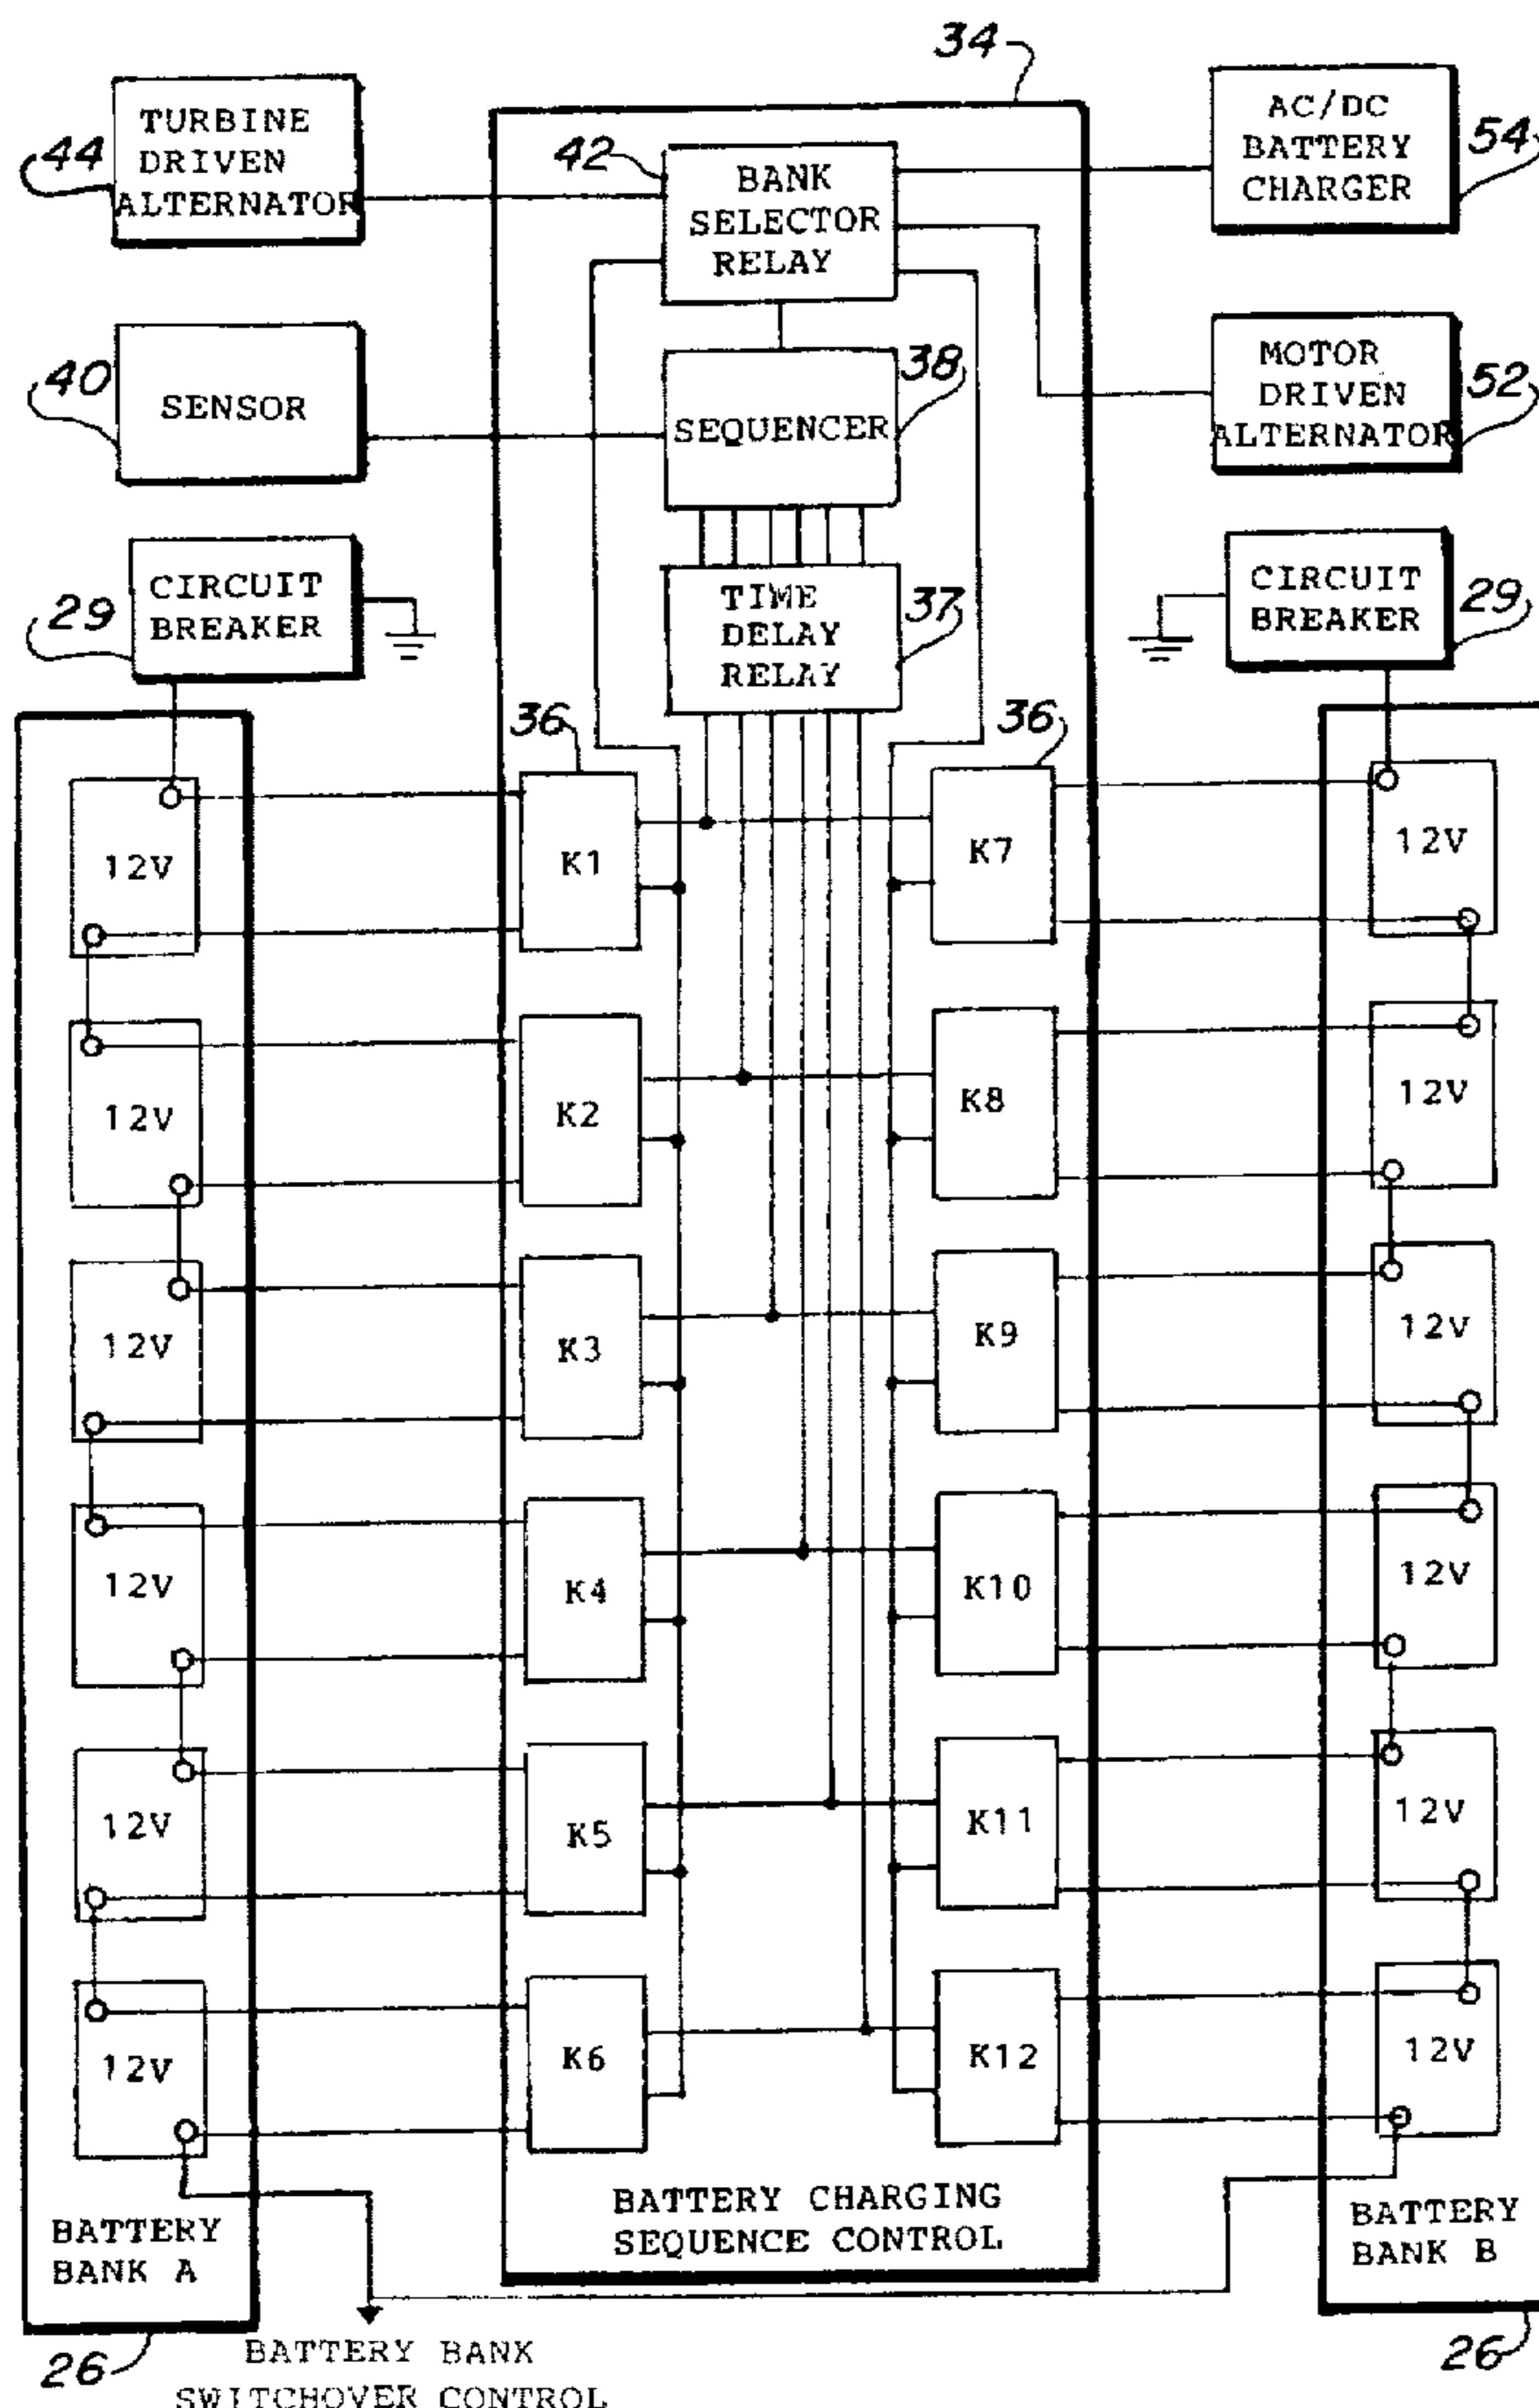 34
44
TURBINE
DRIVEN
ALTERNATOR
42
BANK
SELECTOR
RELAY
AC/DC
BATTERY
CHARGER
54
40
SENSOR
38
SEQUENCER
MOTOR
DRIVEN
ALTERNATOR
52
29
CIRCUIT
BREAKER
TIME
DELAY
RELAY
37
CIRCUIT
BREAKER
29
36
36
12V
K1
K7
12V
12V
K2
K8
12V
12V
K3
K9
12V
12V
K4
K10
12V
12V
K5
K11
12V
12V
K6
K12
12V
BATTERY
BANK A
BATTERY CHARGING
SEQUENCE CONTROL
BATTERY
BANK B
26
BATTERY BANK
SWITCHOVER CONTROL
26